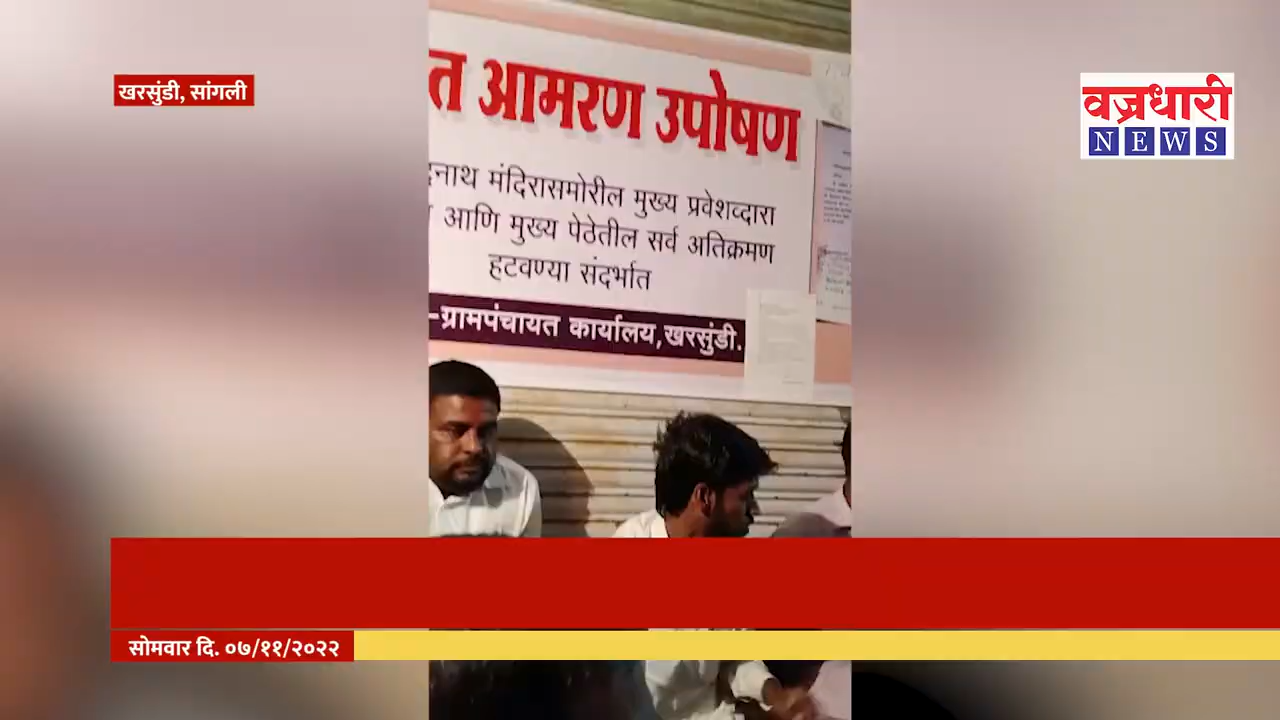 खरसुंडी, सांगली
वज्रधारी
NEWS
त आमरण उपोषण
नाथ मंदिरासमोरील मुख्य प्रवेशव्दारा
आणि मुख्य पेठेतील सर्व अतिक्रमण
हटवण्या संदर्भात
-ग्रामपंचायत कार्यालय,खरसुंडी.
सोमवार दि. ०७/११/२०२२